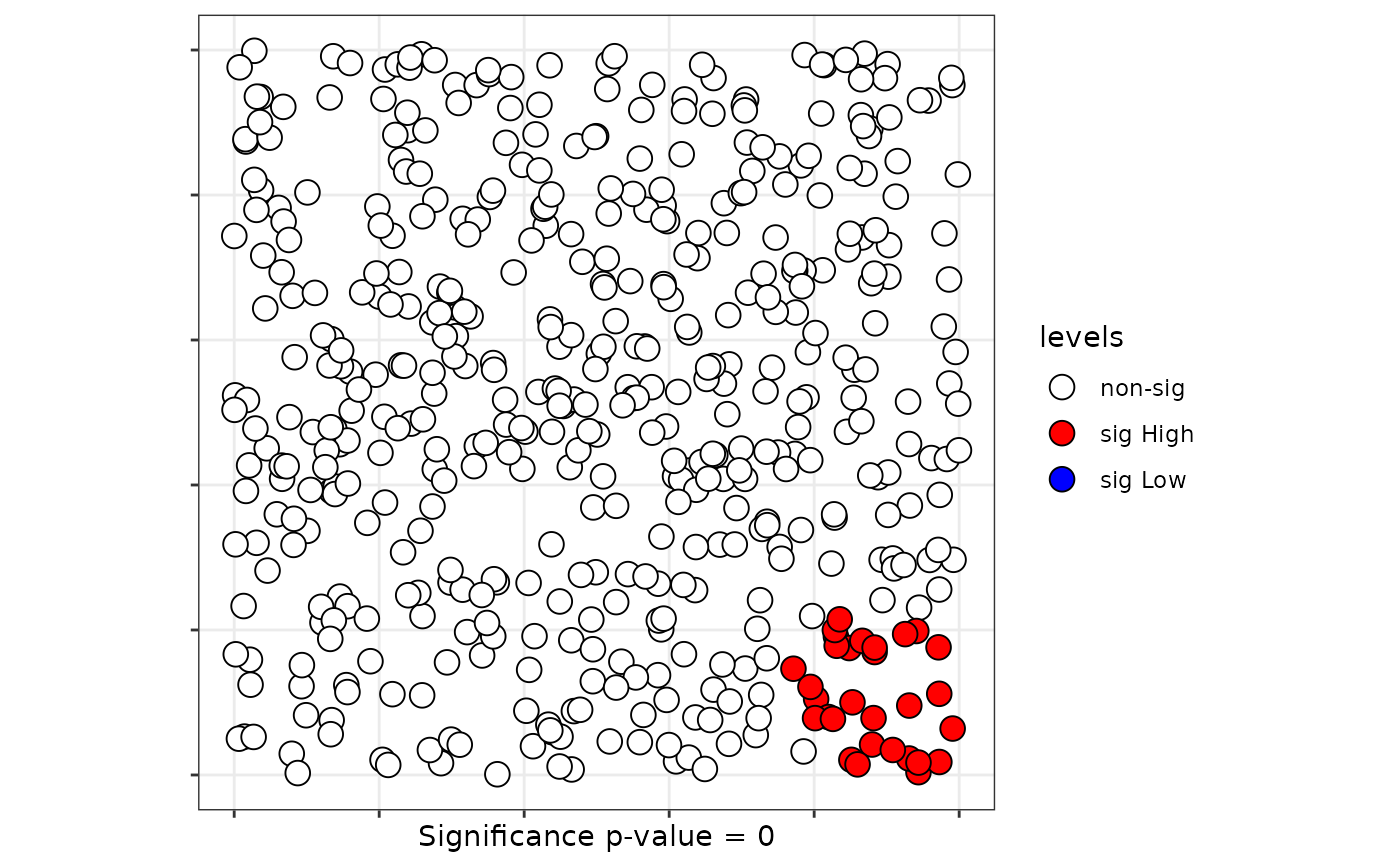 levels
non-sig
sig High
sig Low
Significance p-value = 0